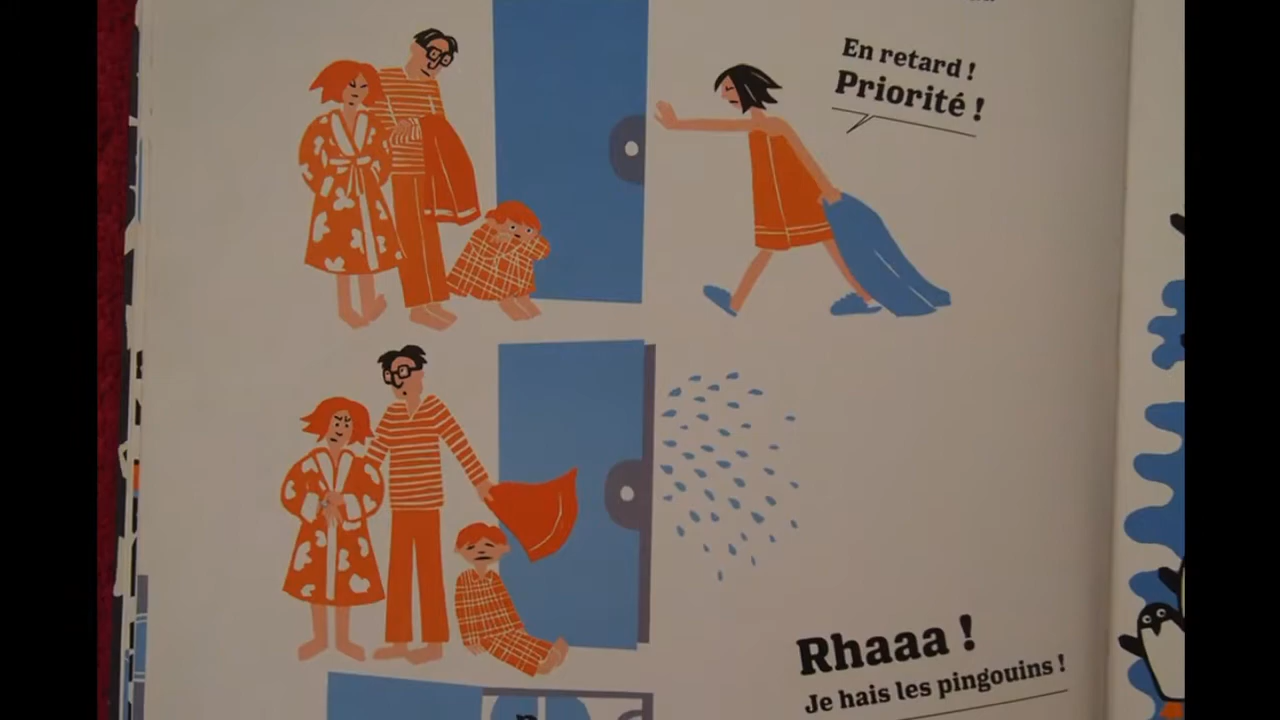 En retard !
Priorité !
Rhaaa !
Je hais les pingouins !